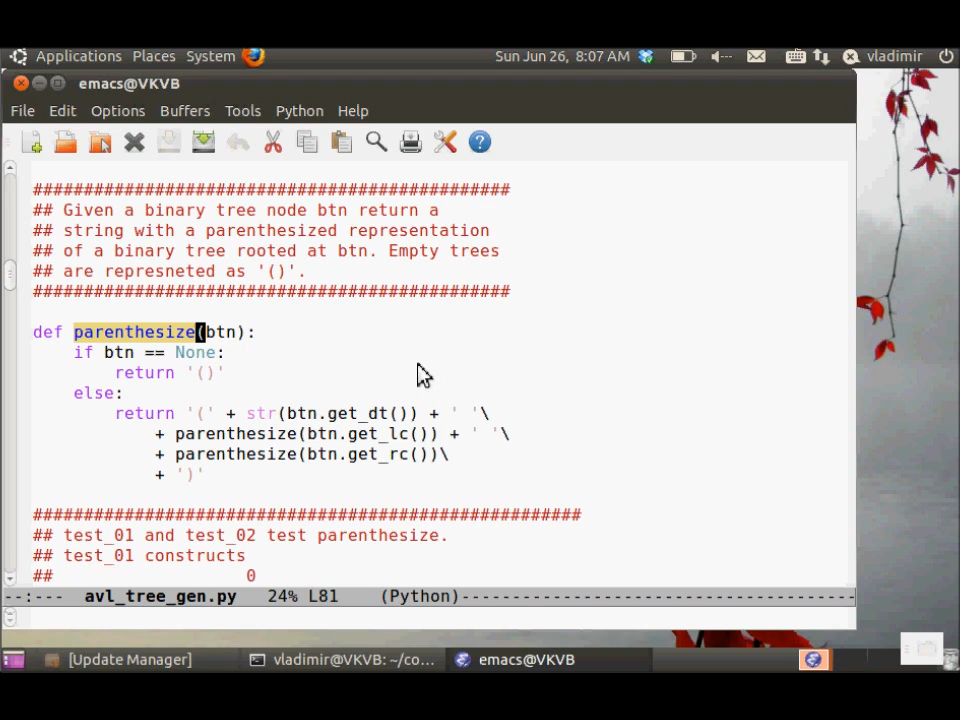 Applications Places System Sun Jun 26, 8:07 AM vladimir
emacs@VKVB
File Edit Options Buffers Tools Python Help
###############################################
## Given a binary tree node btn return a
## string with a parenthesized representation
## of a binary tree rooted at btn. Empty trees
## are represneted as '()'.
###############################################
def parenthesize(btn):
    if btn == None:
        return '()'
    else:
        return '(' + str(btn.get_dt()) + ' '\
            + parenthesize(btn.get_lc()) + ' '\
            + parenthesize(btn.get_rc())\
            + ')'
######################################################
## test_01 and test_02 test parenthesize.
## test_01 constructs
##                   0
--:--- avl_tree_gen.py 24% L81 (Python)---------------------------------------
[Update Manager] vladimir@VKVB: ~/co... emacs@VKVB